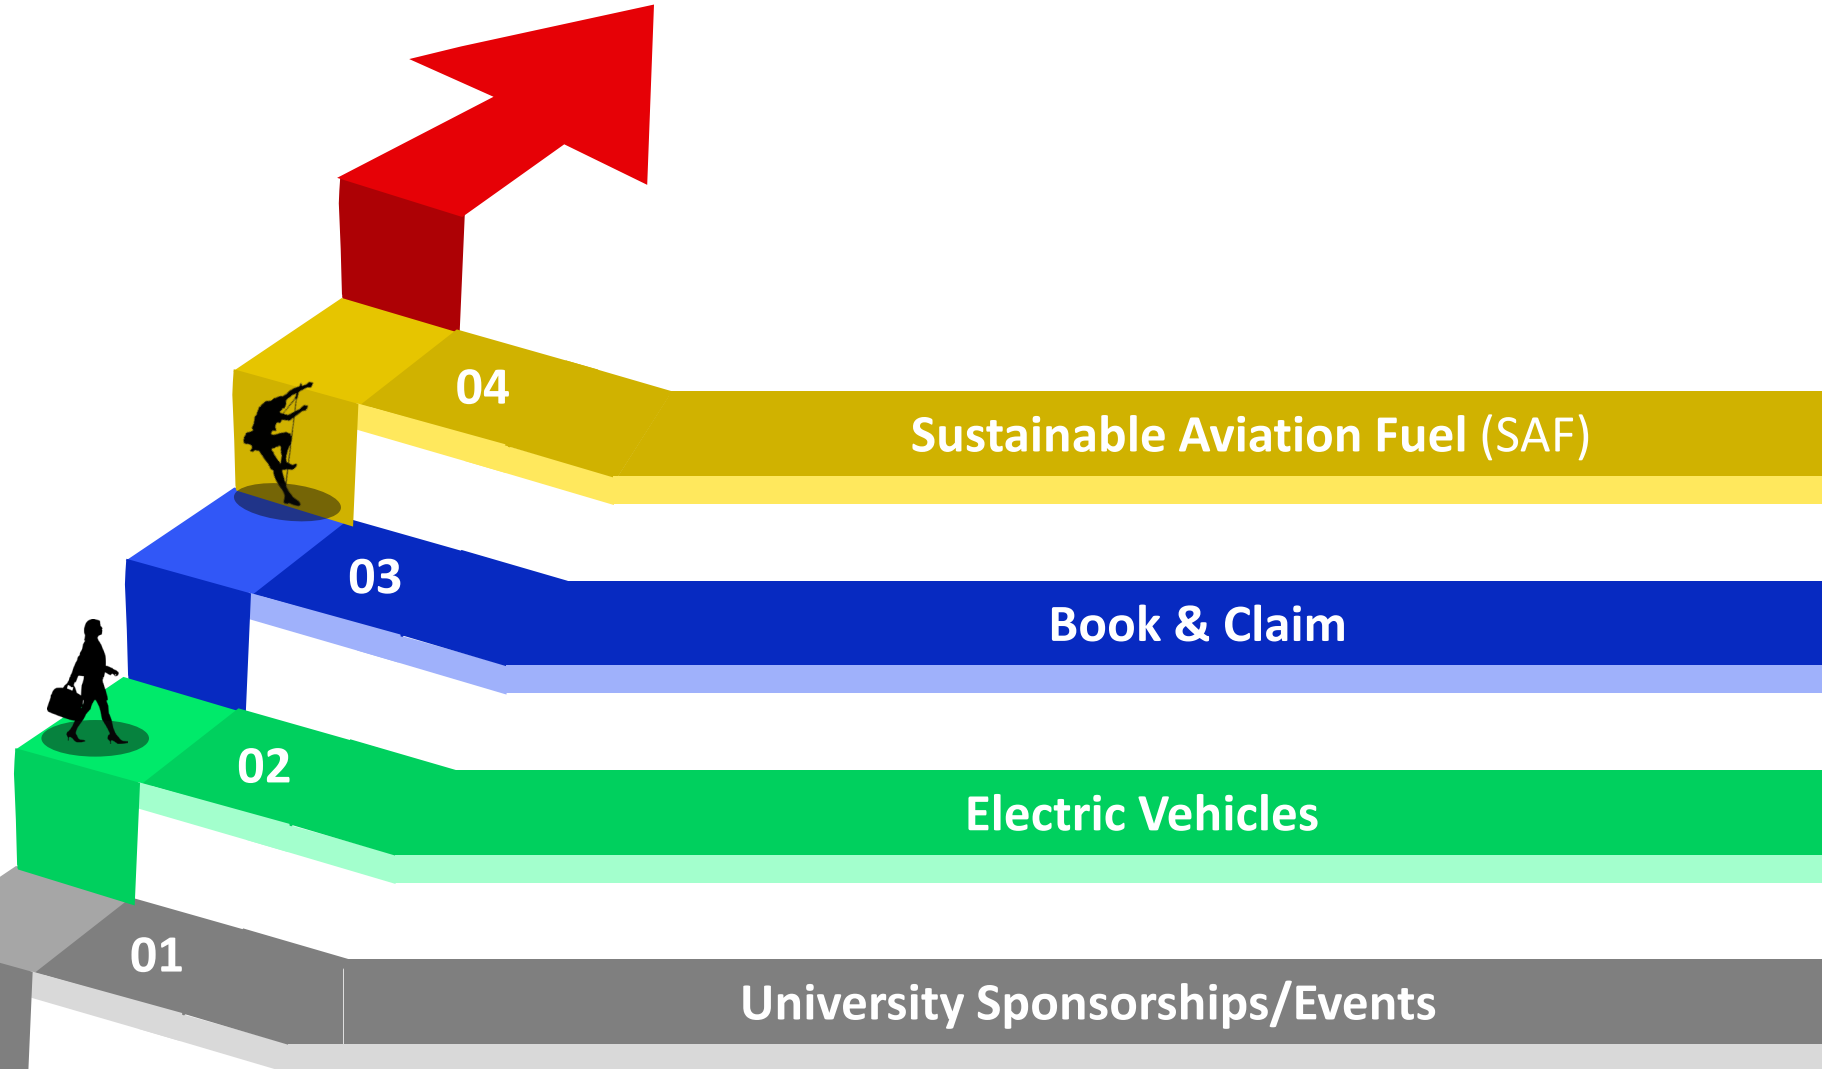 04
Sustainable Aviation Fuel (SAF)
03
Book & Claim
02
Electric Vehicles
01
University Sponsorships/Events